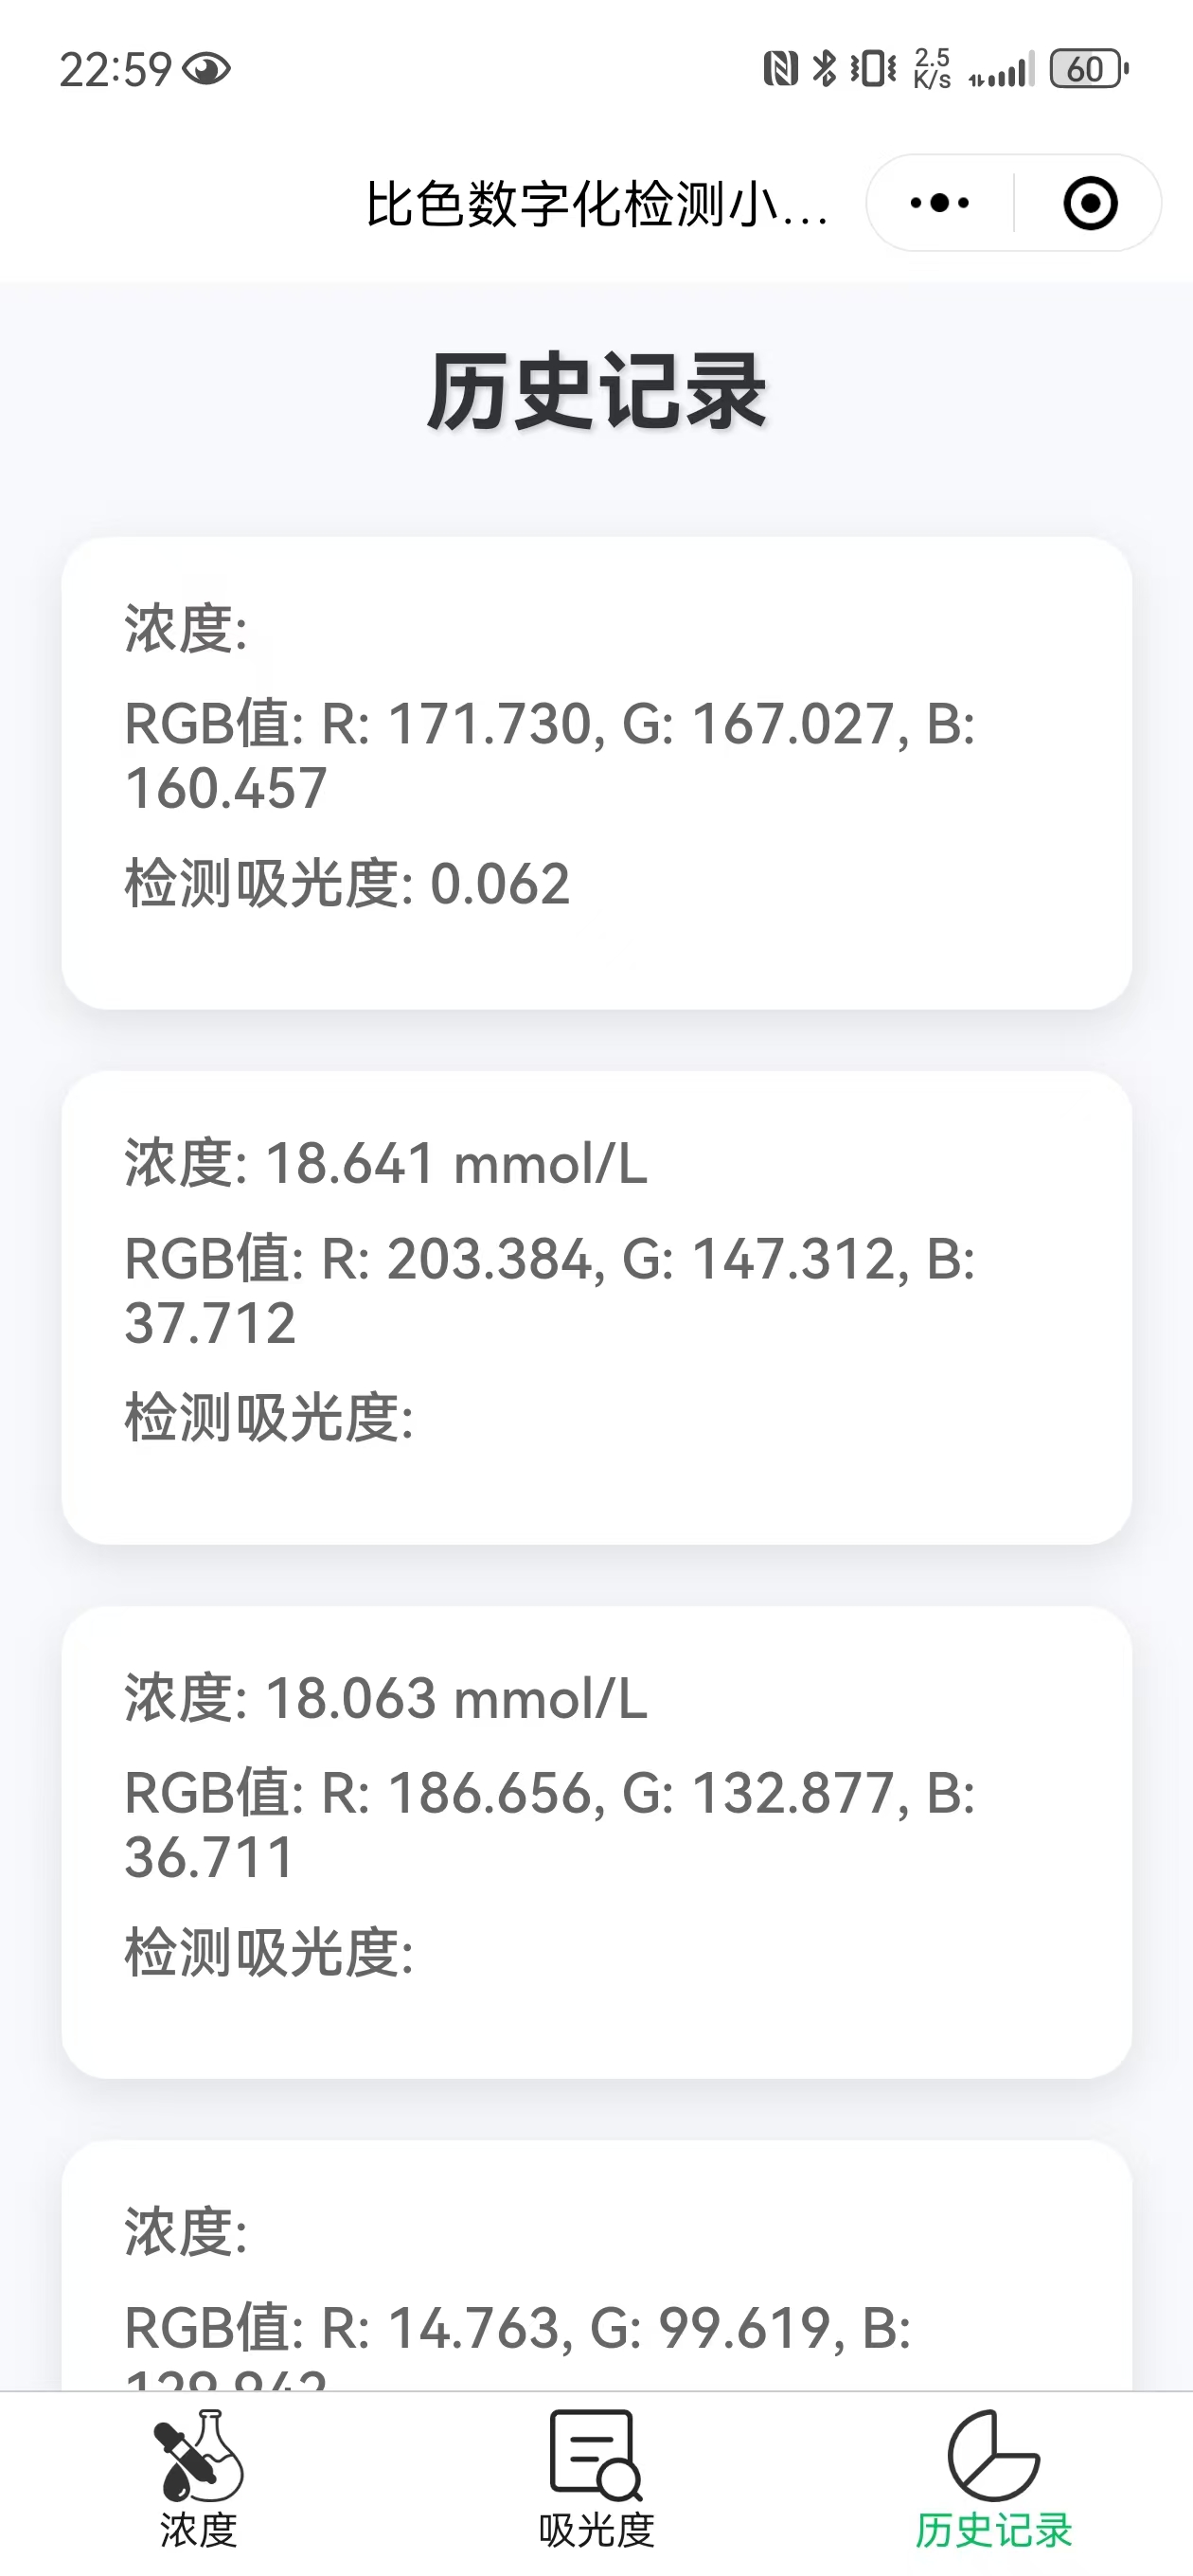 22:59
2.5
K/s
60
比色数字化检测小...
历史记录
浓度:
RGB值: R: 171.730, G: 167.027, B:
160.457
检测吸光度: 0.062
浓度: 18.641 mmol/L
RGB值: R: 203.384, G: 147.312, B:
37.712
检测吸光度:
浓度: 18.063 mmol/L
RGB值: R: 186.656, G: 132.877, B:
36.711
检测吸光度:
浓度:
RGB值: R: 14.763, G: 99.619, B:
浓度
吸光度
历史记录